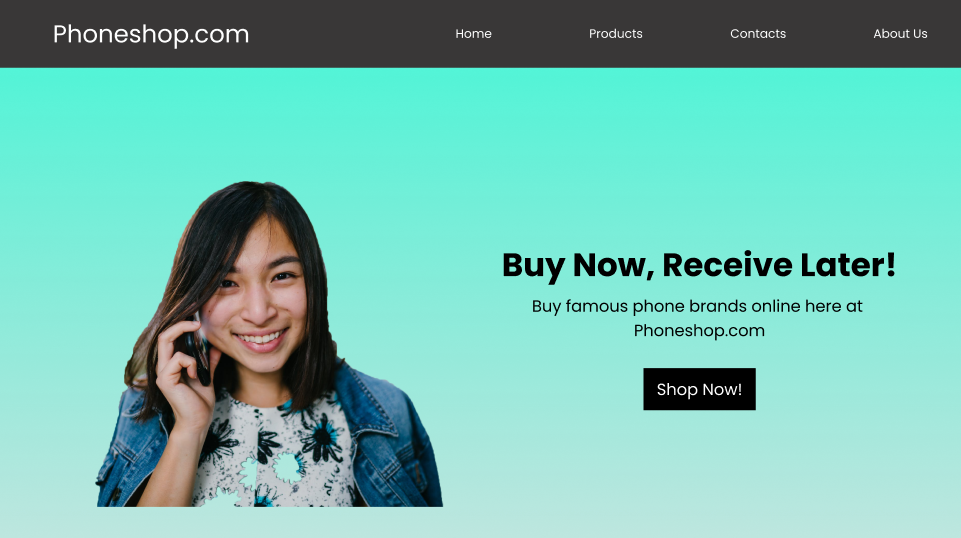 Phoneshop.com
Home
Products
Contacts
About Us
Buy Now, Receive Later!
Buy famous phone brands online here at
Phoneshop.com
Shop Now!